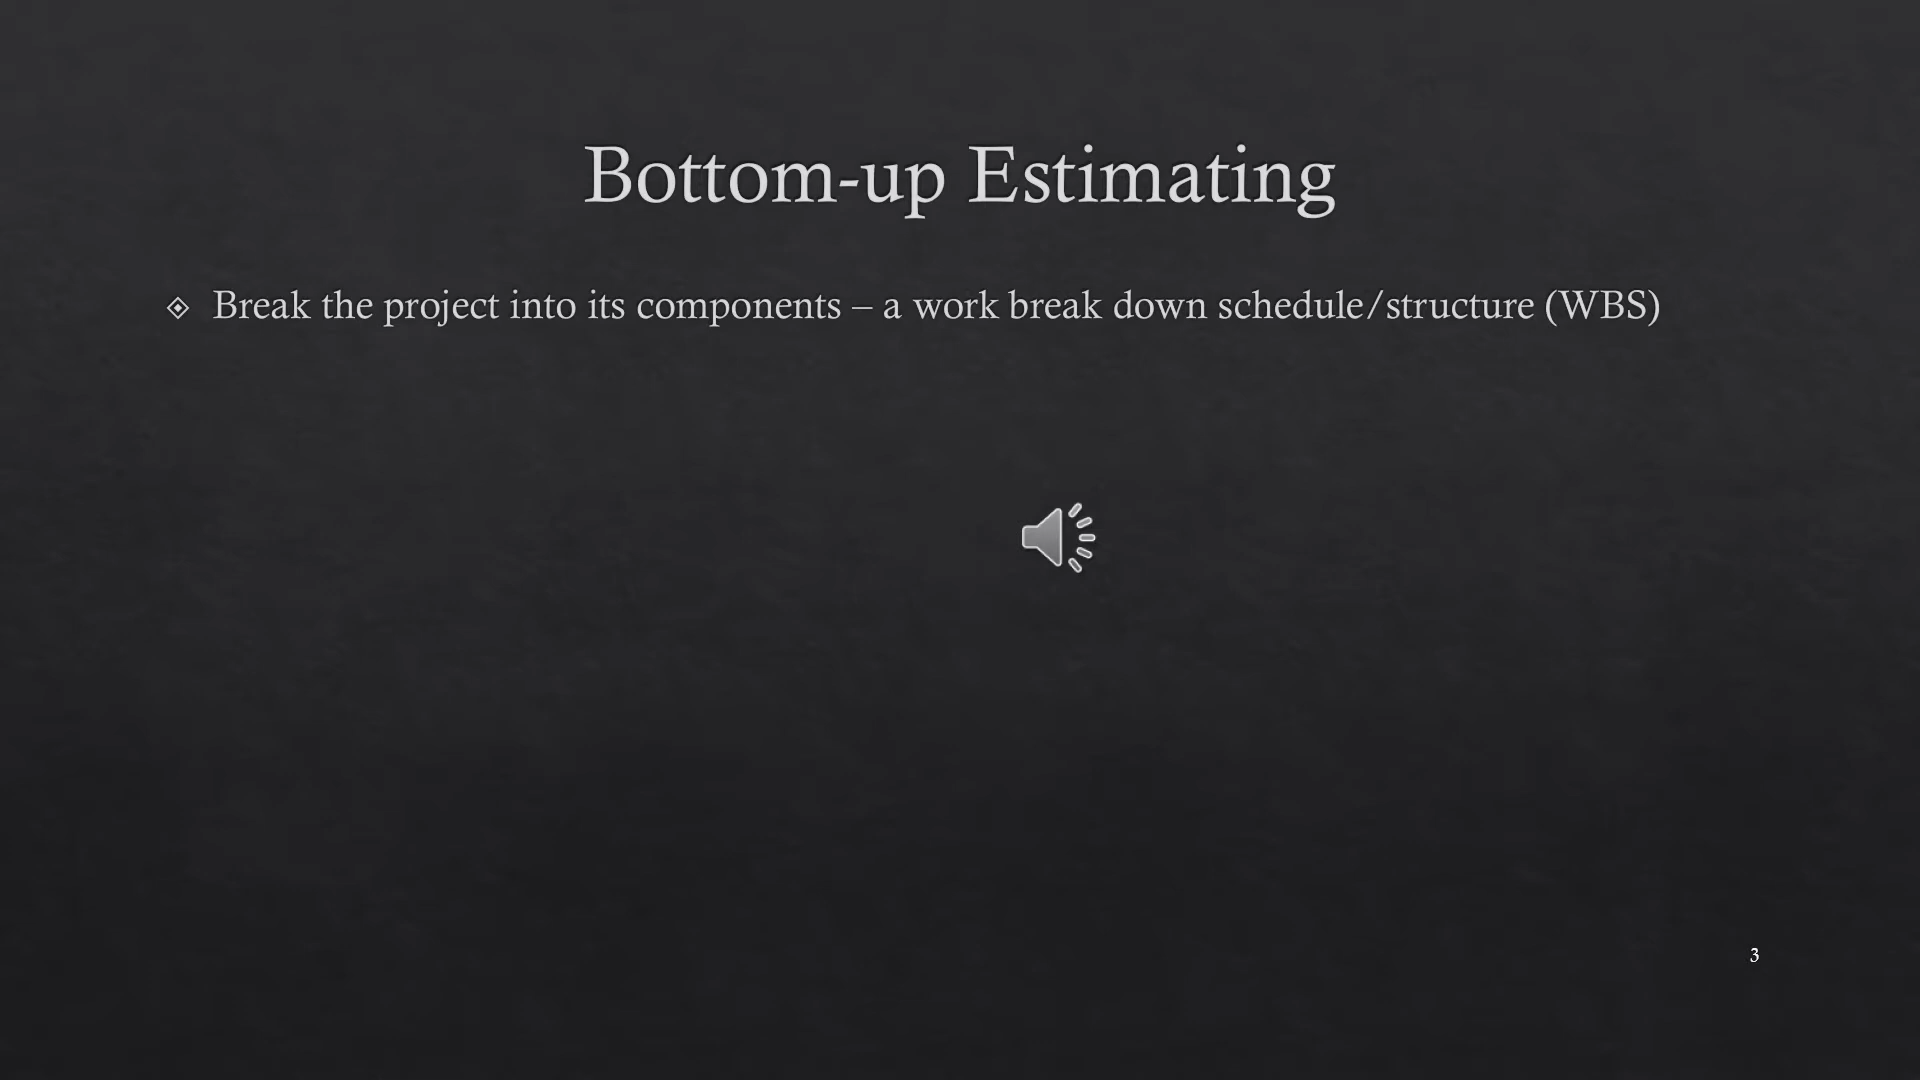 Bottom-up Estimating
Break the project into its components – a work break down schedule/structure (WBS)
3